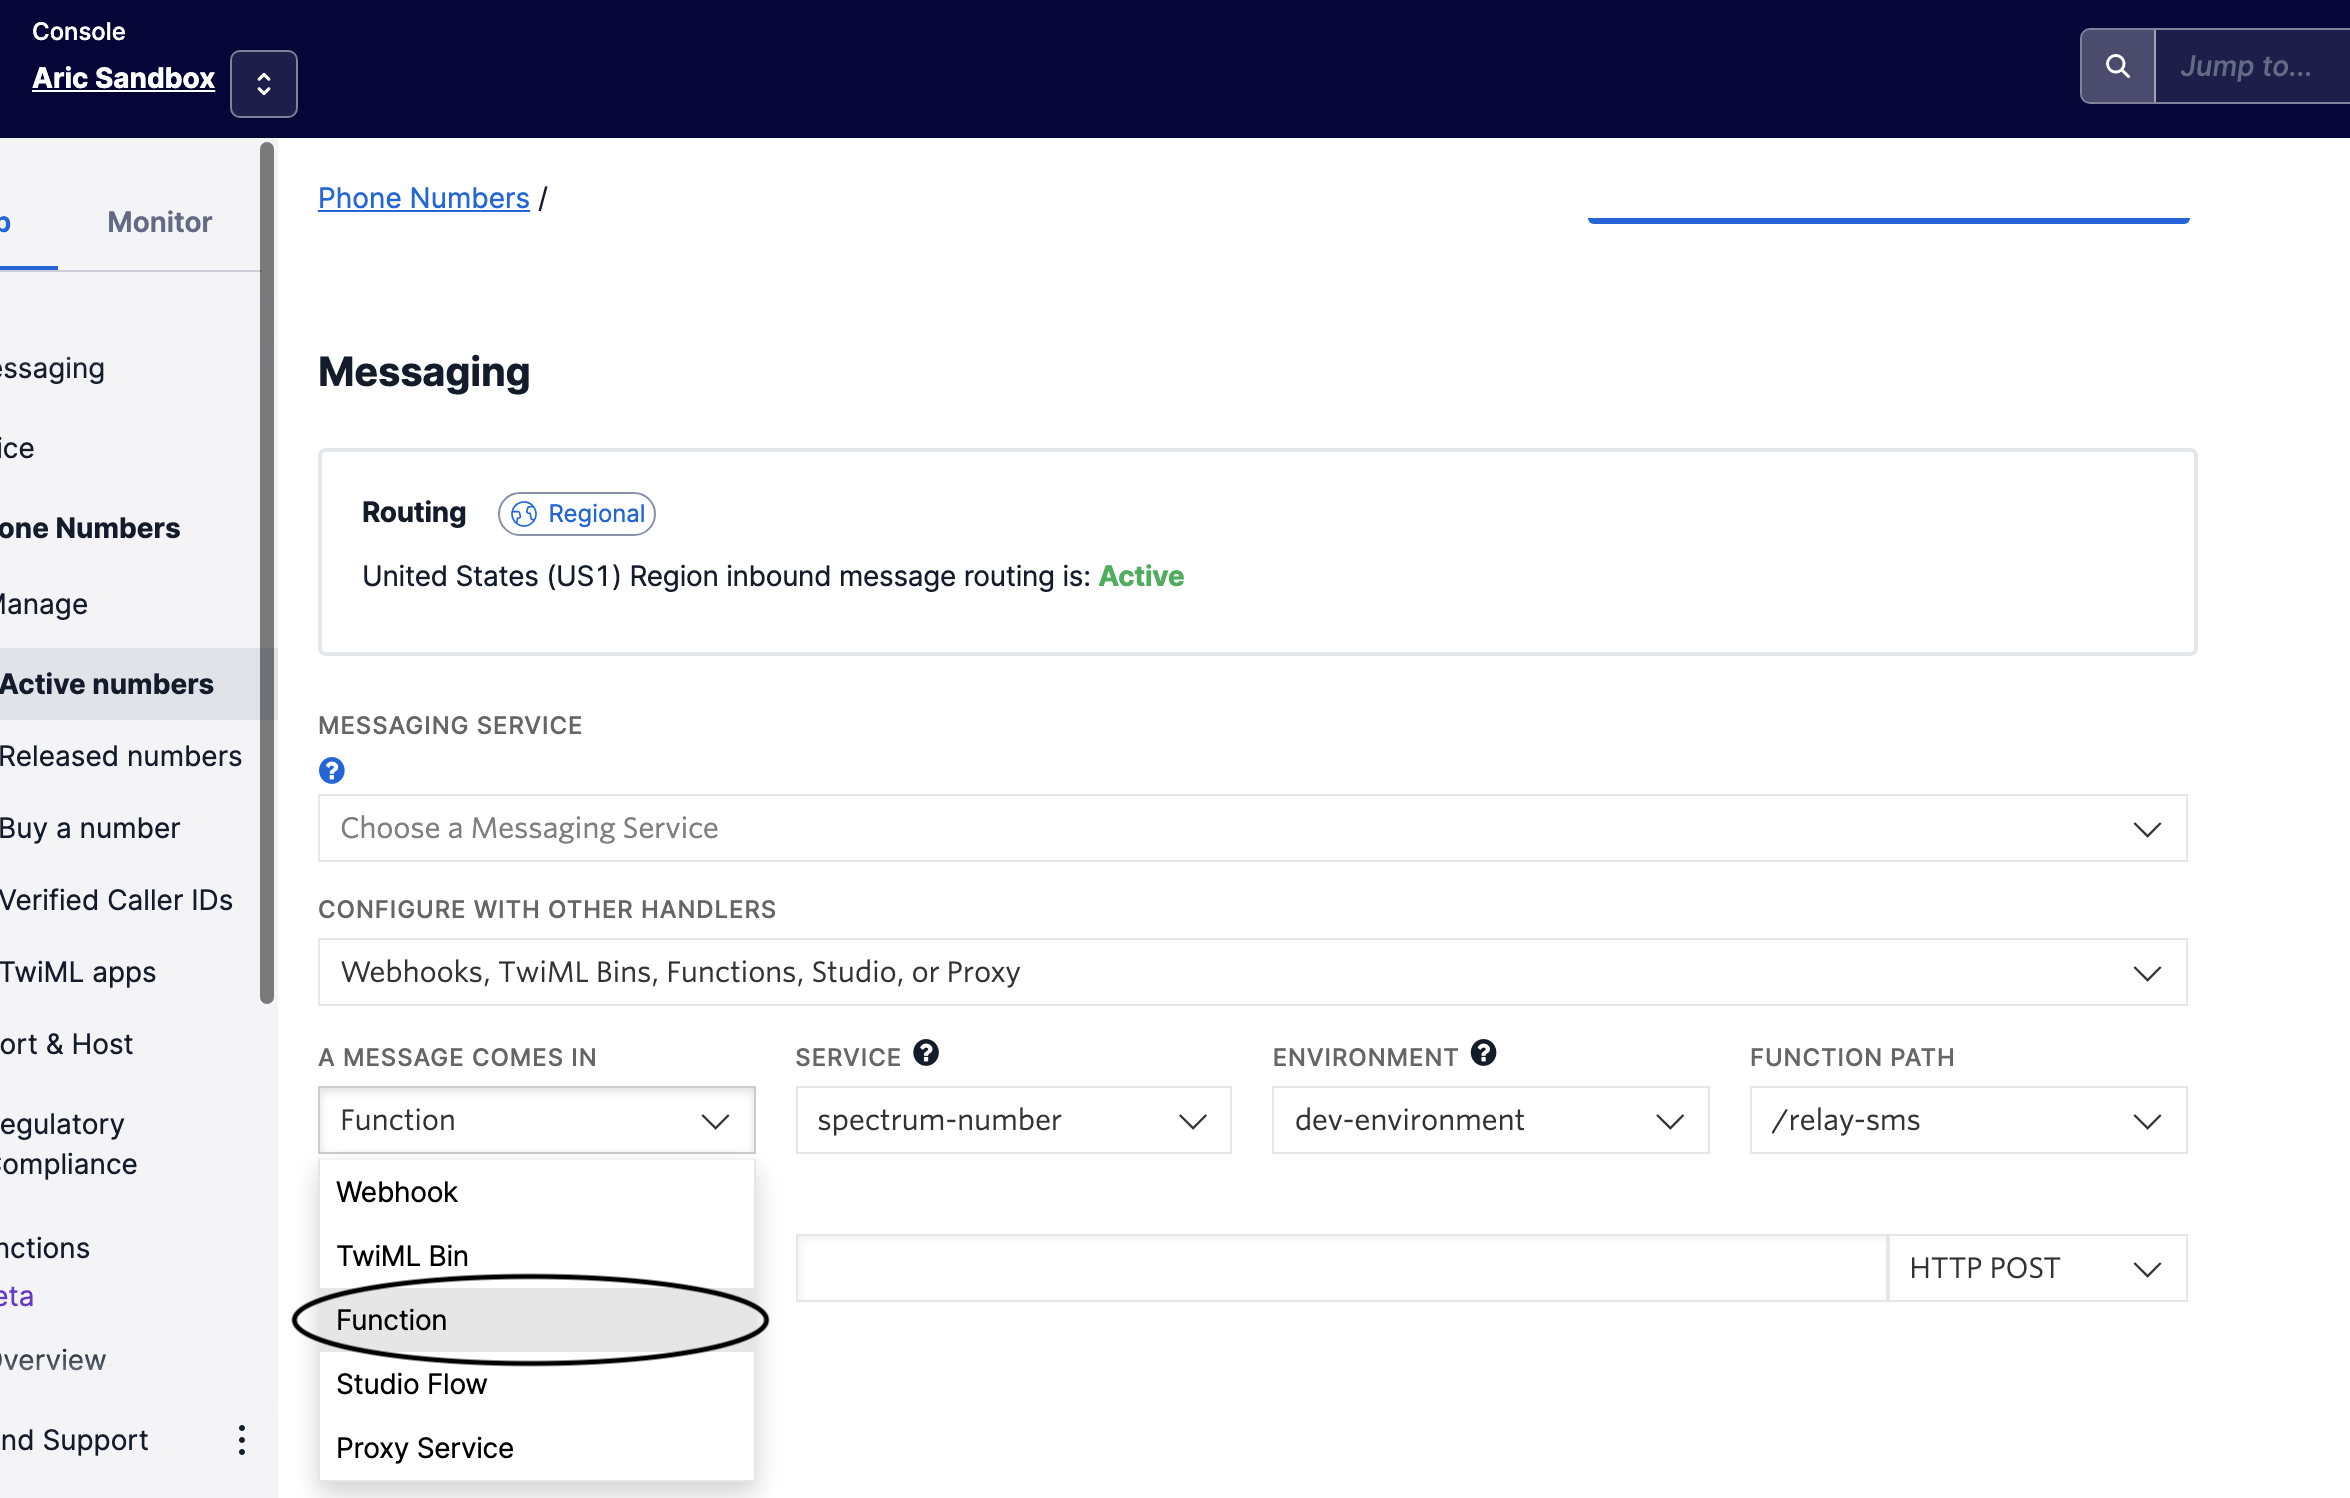 Console
Aric Sandbox
Jump to...
Monitor
Phone Numbers /
Messaging
essaging
ice
one Numbers
Manage
Active numbers
Released numbers
Buy a number
Verified Caller IDs
TwiML apps
ort & Host
egulatory
ompliance
nctions
eta
Overview
nd Support
Routing
Regional
United States (US1) Region inbound message routing is: Active
MESSAGING SERVICE
?
Choose a Messaging Service
CONFIGURE WITH OTHER HANDLERS
Webhooks, TwiML Bins, Functions, Studio, or Proxy
A MESSAGE COMES IN
SERVICE ?
ENVIRONMENT ?
FUNCTION PATH
Function
spectrum-number
dev-environment
/relay-sms
Webhook
TwiML Bin
Function
Studio Flow
Proxy Service
HTTP POST